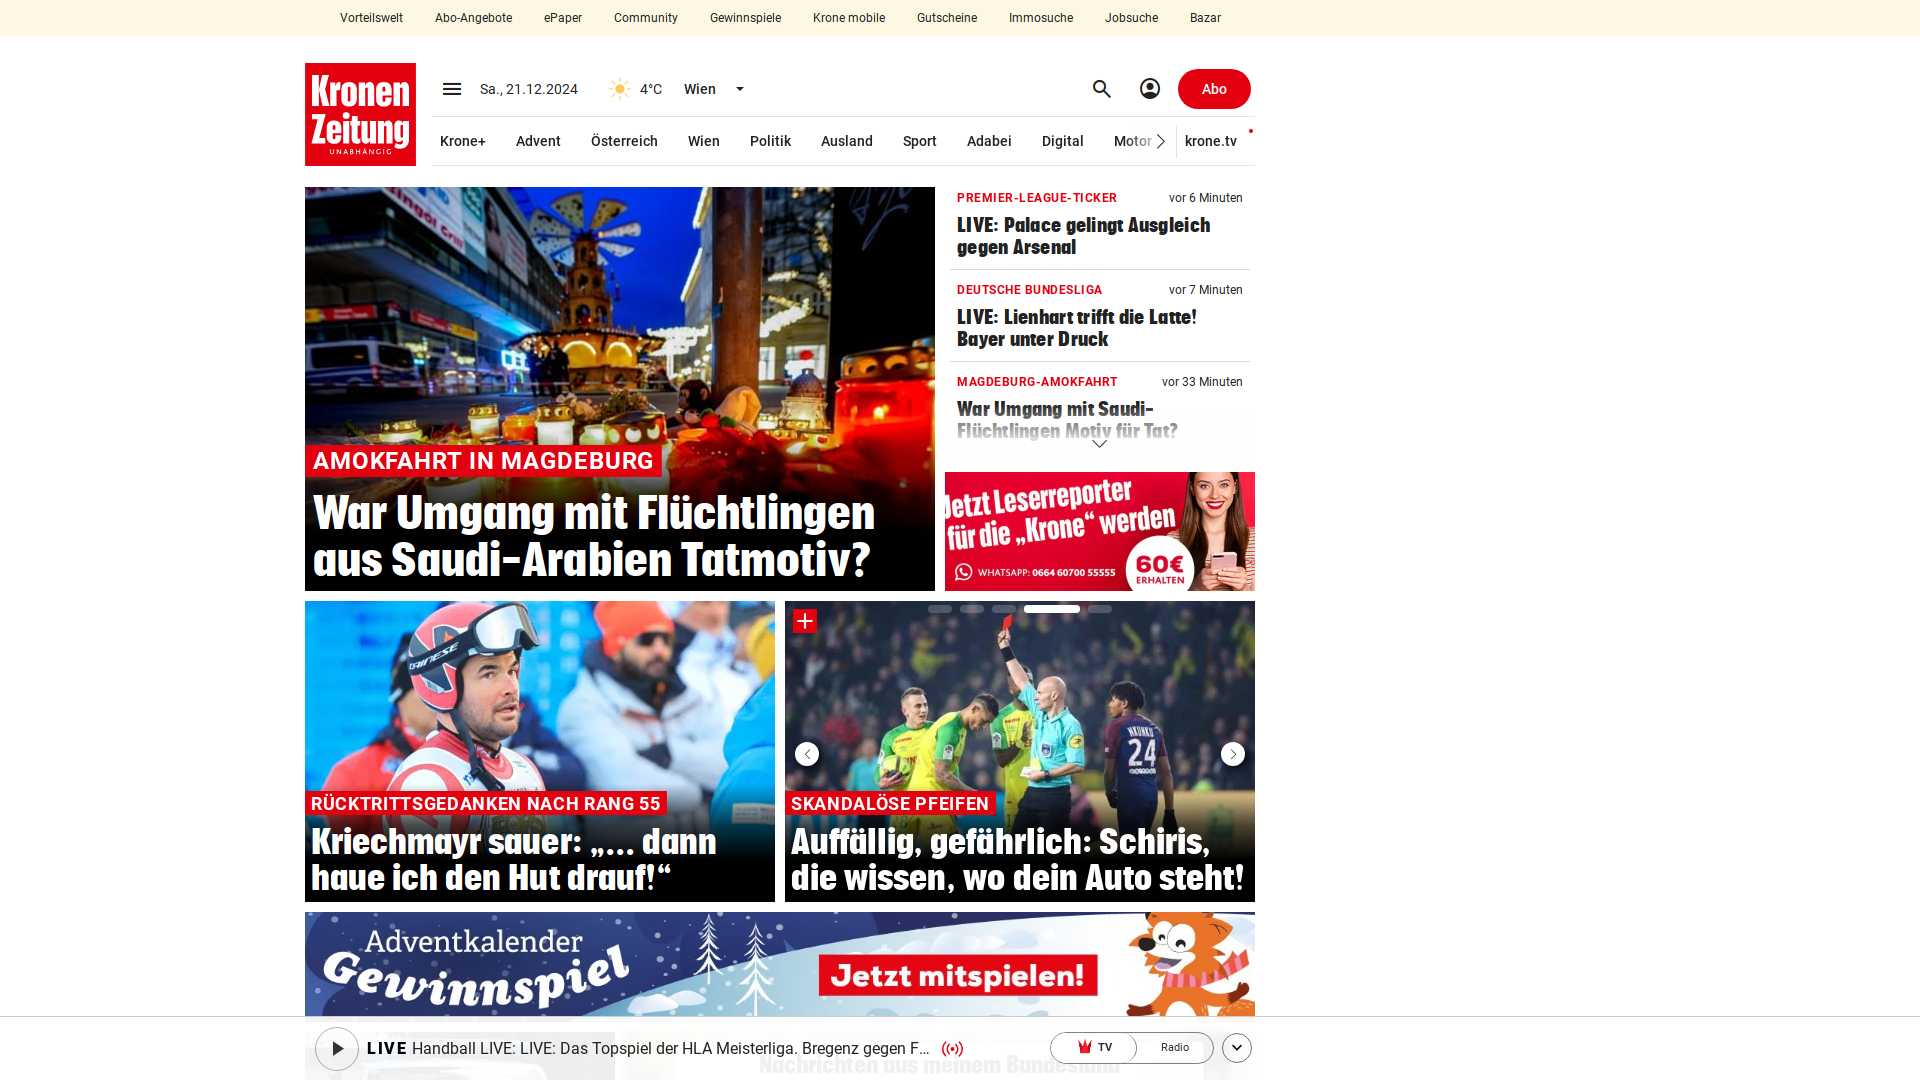 Vorteilswelt Abo-Angebote ePaper Community Gewinnspiele Krone mobile Gutscheine Immosuche Jobsuche Bazar
Kronen
Zeitung
UNABHÄNGIG
Sa., 21.12.2024 4°C Wien
Abo
Krone+ Advent Österreich Wien Politik Ausland Sport Adabei Digital Motor krone.tv
AMOKFAHRT IN MAGDEBURG
War Umgang mit Flüchtlingen
aus Saudi-Arabien Tatmotiv?
PREMIER-LEAGUE-TICKER vor 6 Minuten
LIVE: Palace gelingt Ausgleich
gegen Arsenal
DEUTSCHE BUNDESLIGA vor 7 Minuten
LIVE: Lienhart trifft die Latte!
Bayer unter Druck
MAGDEBURG-AMOKFAHRT vor 33 Minuten
War Umgang mit Saudi-
Flüchtlingen Motiv für Tat?
Jetzt Leserreporter
für die „Krone“ werden
WHATSAPP: 0664 60700 55555
60€
ERHALTEN
RÜCKTRITTSGEDANKEN NACH RANG 55
Kriechmayr sauer: „... dann
haue ich den Hut drauf!“
DAINESE
SKANDALÖSE PFEIFEN
Auffällig, gefährlich: Schiris,
die wissen, wo dein Auto steht!
NKUNKU
24
Adventkalender
Gewinnspiel
Jetzt mitspielen!
LIVE Handball LIVE: LIVE: Das Topspiel der HLA Meisterliga. Bregenz gegen F...
TV Radio
Nachrichten aus meinem Bundesland